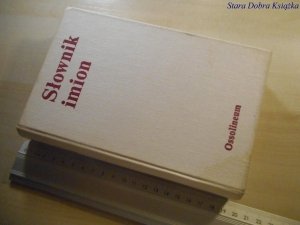 Stara Dobra Książka
Słownik
imion
Ossolineum